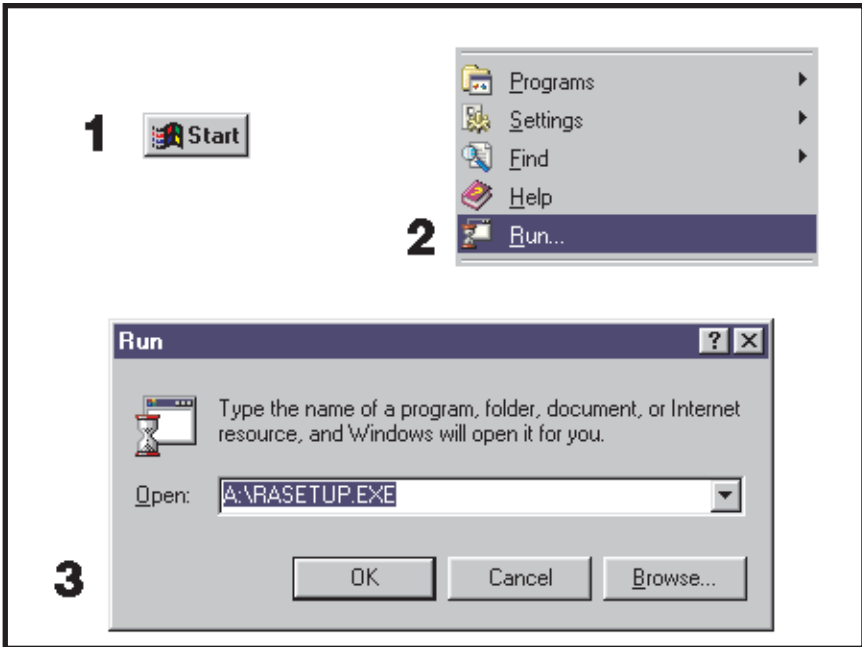 1
Start
Programs
Settings
Find
Help
2
Run...
Run
Type the name of a program, folder, document, or Internet
resource, and Windows will open it for you.
Open:
A:\RASETUP.EXE
3
OK
Cancel
Browse...